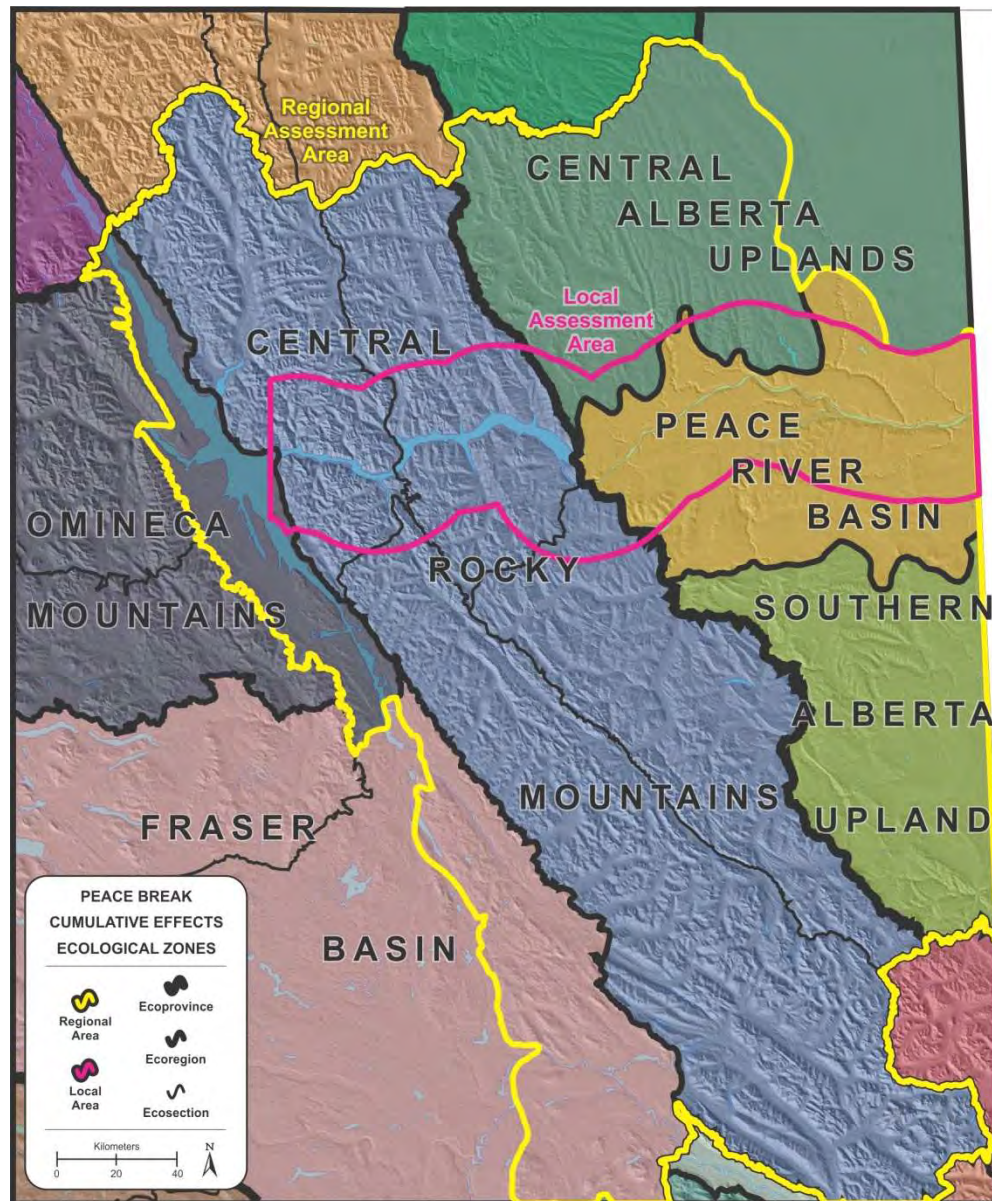 Regional
Assessment
Area
CENTRAL
ALBERTA
UPLANDS
Local
Assessment
Area
CENTRAL
PEACE
RIVER
BASIN
OMINECA
MOUNTAINS
ROCKY
SOUTHERN
ALBERTA
UPLAND
MOUNTAINS
FRASER
BASIN
PEACE BREAK
CUMULATIVE EFFECTS
ECOLOGICAL ZONES
Regional
Area
Ecoprovince
Ecoregion
Local
Area
Ecosection
Kilometers
N
0 20 40